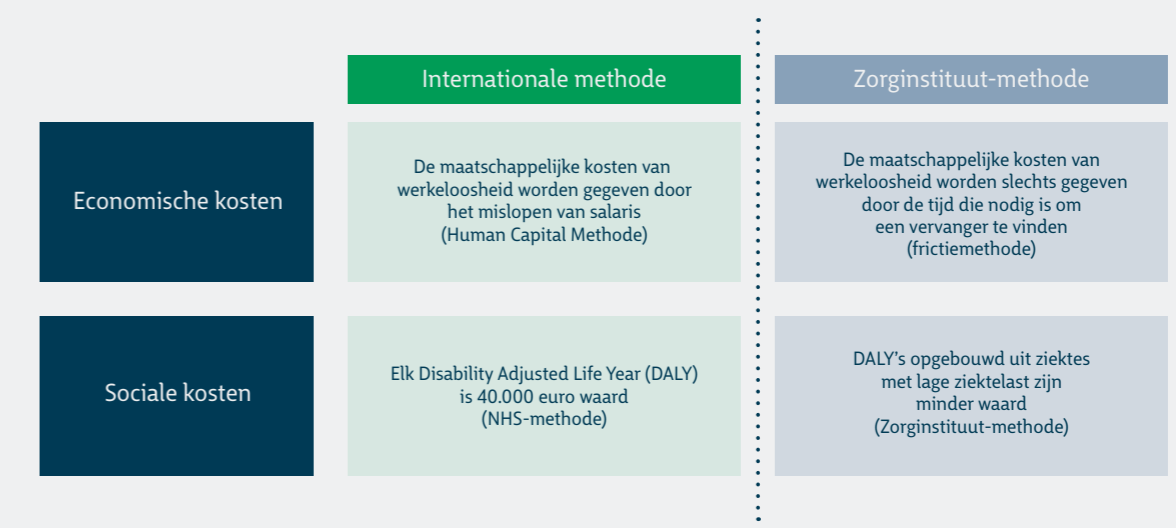 Internationale methode
Zorginstituut-methode
Economische kosten
De maatschappelijke kosten van
werkeloosheid worden gegeven door
het mislopen van salaris
(Human Capital Methode)
De maatschappelijke kosten van
werkeloosheid worden slechts gegeven
door de tijd die nodig is om
een vervanger te vinden
(frictiemethode)
Sociale kosten
Elk Disability Adjusted Life Year (DALY)
is 40.000 euro waard
(NHS-methode)
DALY's opgebouwd uit ziektes
met lage ziektelast zijn
minder waard
(Zorginstituut-methode)